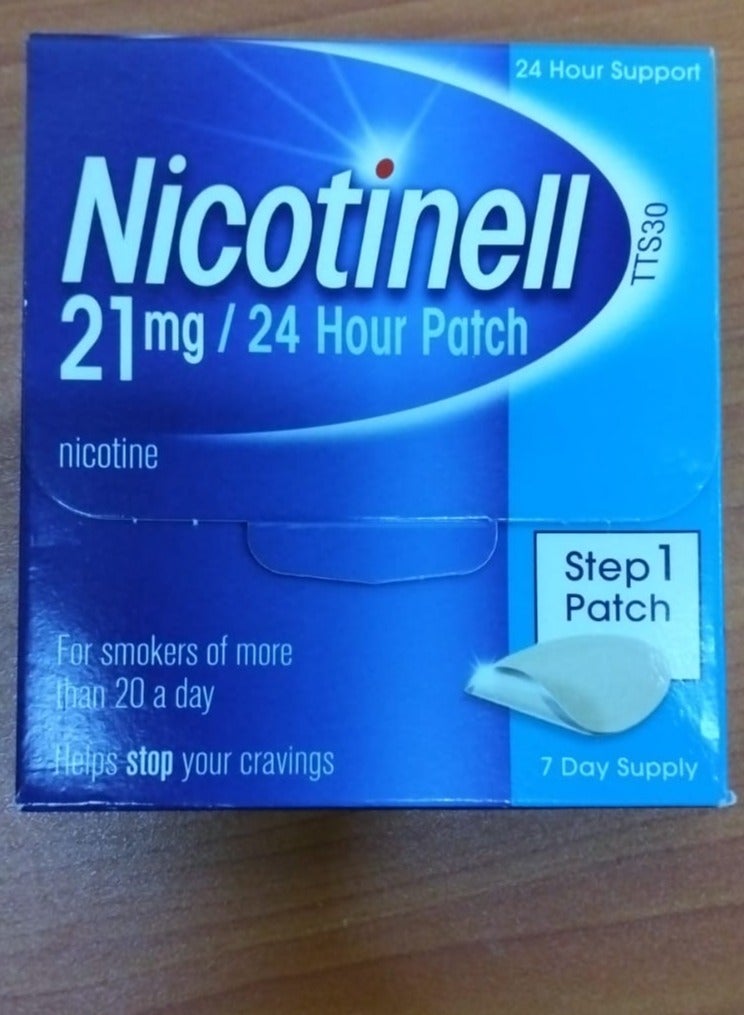 24 Hour Support
Nicotinell
TTS30
21mg / 24 Hour Patch
nicotine
Step 1
Patch
For smokers of more
than 20 a day
Helps stop your cravings
7 Day Supply